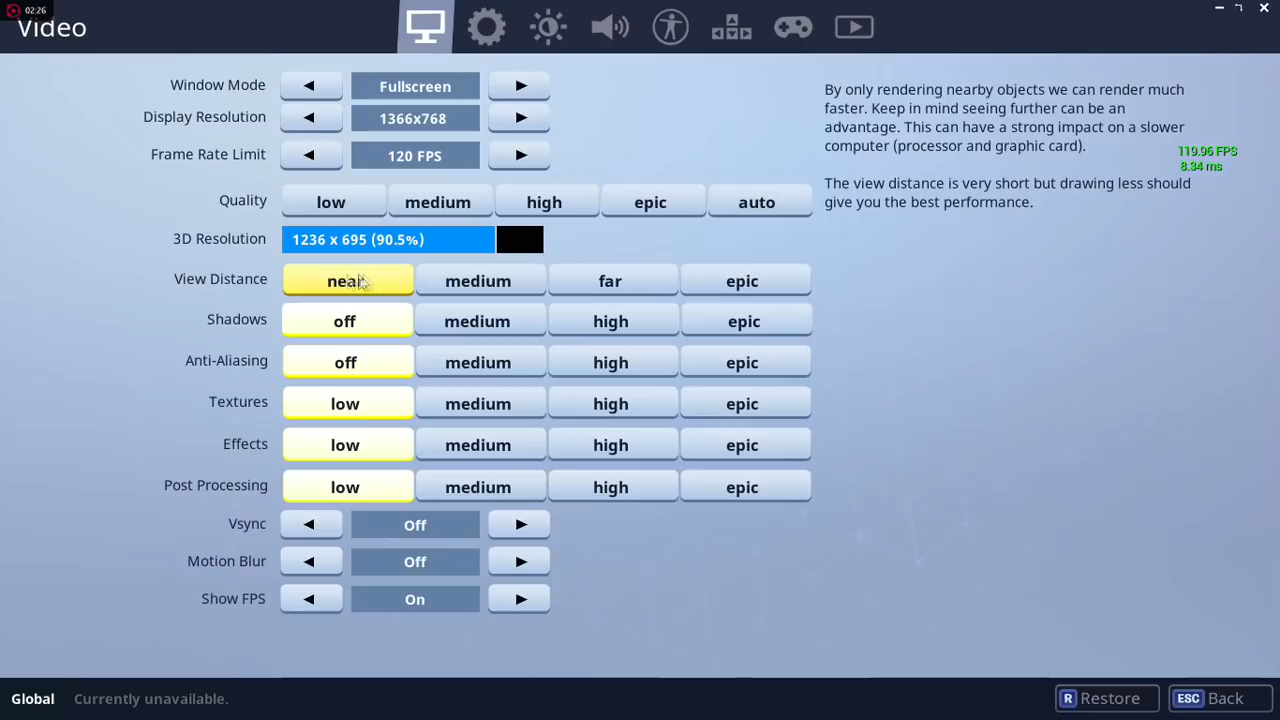 02:26
Video
Window Mode ◄ Fullscreen ►
Display Resolution ◄ 1366x768 ►
Frame Rate Limit ◄ 120 FPS ►
Quality low medium high epic auto
3D Resolution 1236 x 695 (90.5%)
View Distance near medium far epic
Shadows off medium high epic
Anti-Aliasing off medium high epic
Textures low medium high epic
Effects low medium high epic
Post Processing low medium high epic
Vsync ◄ Off ►
Motion Blur ◄ Off ►
Show FPS ◄ On ►
By only rendering nearby objects we can render much
faster. Keep in mind seeing further can be an
advantage. This can have a strong impact on a slower
computer (processor and graphic card).
The view distance is very short but drawing less should
give you the best performance.
119.96 FPS
8.34 ms
Global Currently unavailable.
R Restore
ESC Back